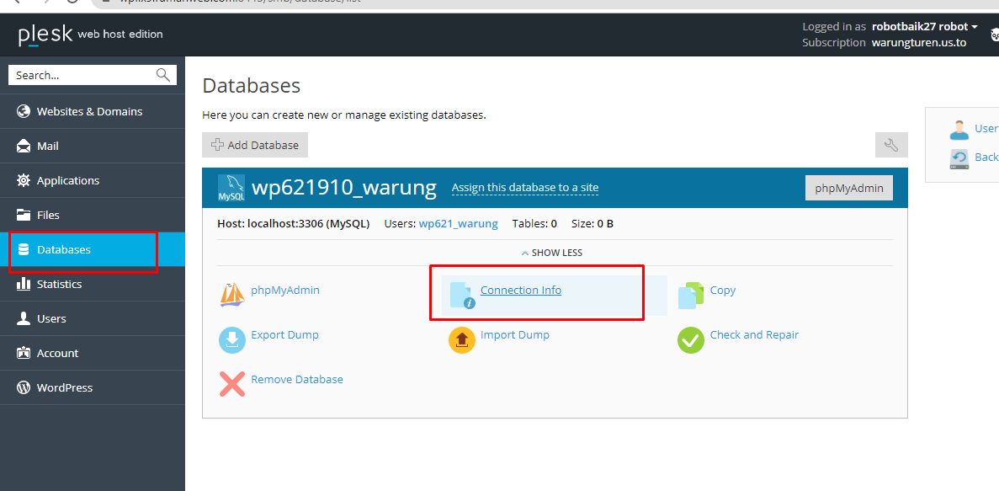 plesk web host edition
Logged in as robotbaik27 robot
Subscription warungturen.us.to
Search...
Websites & Domains
Mail
Applications
Files
Databases
Statistics
Users
Account
WordPress
Databases
Here you can create new or manage existing databases.
Add Database
MySQL wp621910_warung Assign this database to a site phpMyAdmin
Host: localhost:3306 (MySQL) Users: wp621_warung Tables: 0 Size: 0 B
SHOW LESS
phpMyAdmin Connection Info Copy
Export Dump Import Dump Check and Repair
Remove Database
User
Back